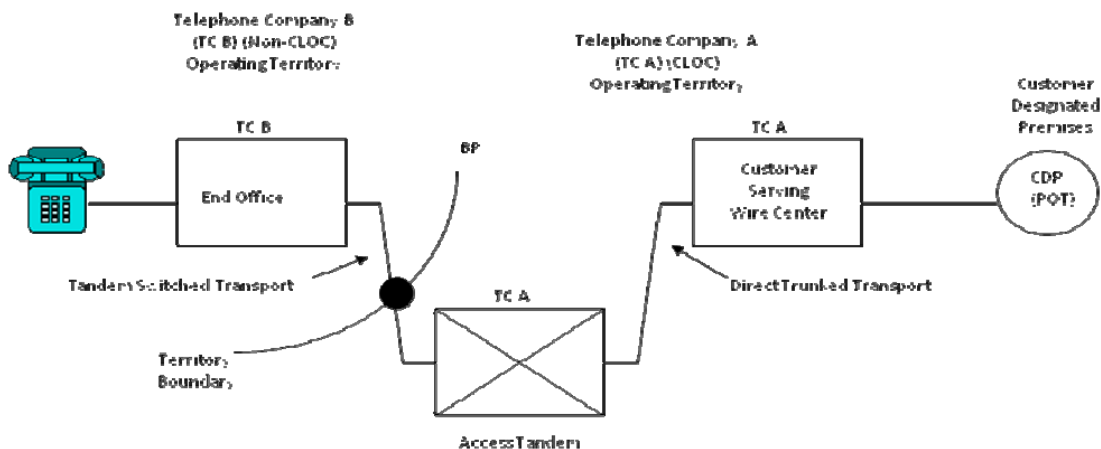 Telephone Company B
(TC B) (Non-CLOC)
Operating Territory
Telephone Company A
(TC A) (CLOC)
Operating Territory
Customer
Designated
Premises
TC B
End Office
BP
TC A
Customer
Serving
Wire Center
CDP
(POT)
Tandem Switched Transport
TC A
Direct Trunked Transport
Territory
Boundary
Access Tandem